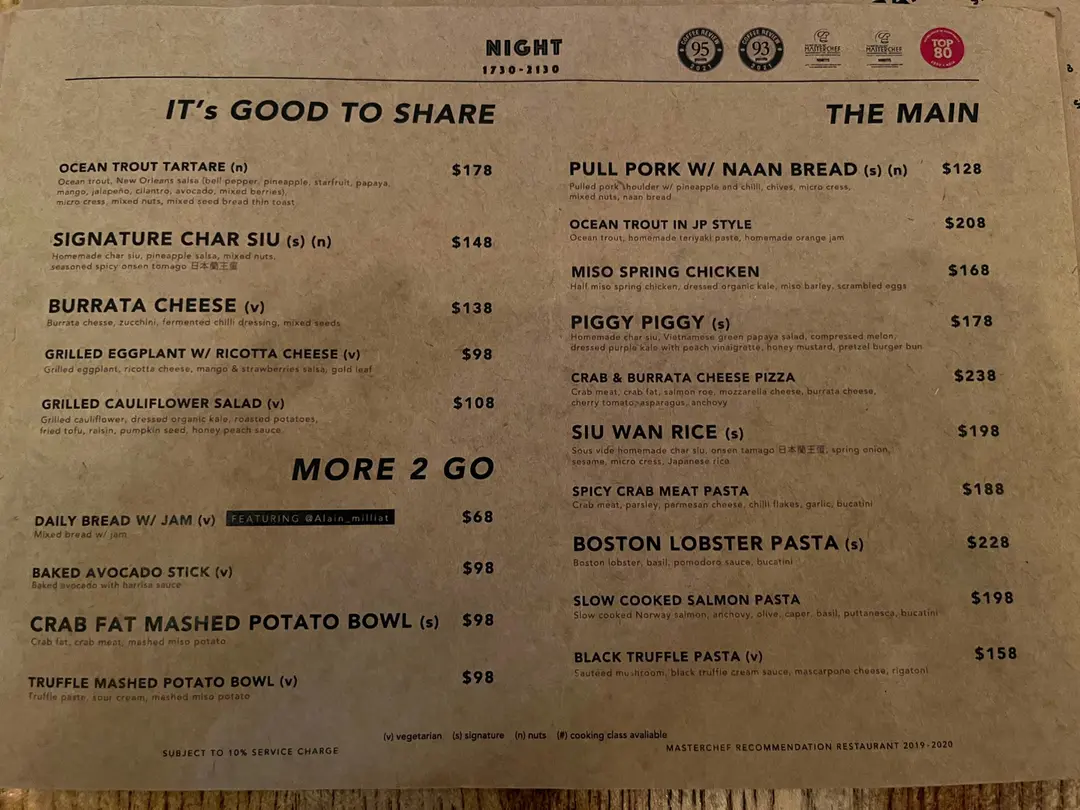 NIGHT
1730-2130
COFFEE REVIEW
95
2021
COFFEE REVIEW
93
2021
MASTERCHEF
MASTERCHEF
TOP
80
IT's GOOD TO SHARE
OCEAN TROUT TARTARE (n) $178
Ocean trout, New Orleans salsa (bell pepper, pineapple, starfruit, papaya,
mango, jalapeño, cilantro, avocado, mixed berries),
micro cress, mixed nuts, mixed seed bread thin toast
SIGNATURE CHAR SIU (s) (n) $148
Homemade char siu, pineapple salsa, mixed nuts,
seasoned spicy onsen tamago 日本蘭王蛋
BURRATA CHEESE (v) $138
Burrata cheese, zucchini, fermented chilli dressing, mixed seeds
GRILLED EGGPLANT W/ RICOTTA CHEESE (v) $98
Grilled eggplant, ricotta cheese, mango & strawberries salsa, gold leaf
GRILLED CAULIFLOWER SALAD (v) $108
Grilled cauliflower, dressed organic kale, roasted potatoes,
fried tofu, raisin, pumpkin seed, honey peach sauce
MORE 2 GO
DAILY BREAD W/ JAM (v) FEATURING @Alain_milliat $68
Mixed bread w/ jam
BAKED AVOCADO STICK (v) $98
Baked avocado with harrisa sauce
CRAB FAT MASHED POTATO BOWL (s) $98
Crab fat, crab meat, mashed miso potato
TRUFFLE MASHED POTATO BOWL (v) $98
Truffle paste, sour cream, mashed miso potato
THE MAIN
PULL PORK W/ NAAN BREAD (s) (n) $128
Pulled pork shoulder w/ pineapple and chilli, chives, micro cress,
mixed nuts, naan bread
OCEAN TROUT IN JP STYLE $208
Ocean trout, homemade teriyaki paste, homemade orange jam
MISO SPRING CHICKEN $168
Half miso spring chicken, dressed organic kale, miso barley, scrambled eggs
PIGGY PIGGY (s) $178
Homemade char siu, Vietnamese green papaya salad, compressed melon,
dressed purple kale with peach vinaigrette, honey mustard, pretzel burger bun
CRAB & BURRATA CHEESE PIZZA $238
Crab meat, crab fat, salmon roe, mozzarella cheese, burrata cheese,
cherry tomato, asparagus, anchovy
SIU WAN RICE (s) $198
Sous vide homemade char siu, onsen tamago 日本蘭王蛋, spring onion,
sesame, micro cress, Japanese rice
SPICY CRAB MEAT PASTA $188
Crab meat, parsley, parmesan cheese, chilli flakes, garlic, bucatini
BOSTON LOBSTER PASTA (s) $228
Boston lobster, basil, pomodoro sauce, bucatini
SLOW COOKED SALMON PASTA $198
Slow cooked Norway salmon, anchovy, olive, caper, basil, puttanesca, bucatini
BLACK TRUFFLE PASTA (v) $158
Sautéed mushroom, black truffle cream sauce, mascarpone cheese, rigatoni
(v) vegetarian (s) signature (n) nuts (#) cooking class avaliable
SUBJECT TO 10% SERVICE CHARGE
MASTERCHEF RECOMMENDATION RESTAURANT 2019-2020